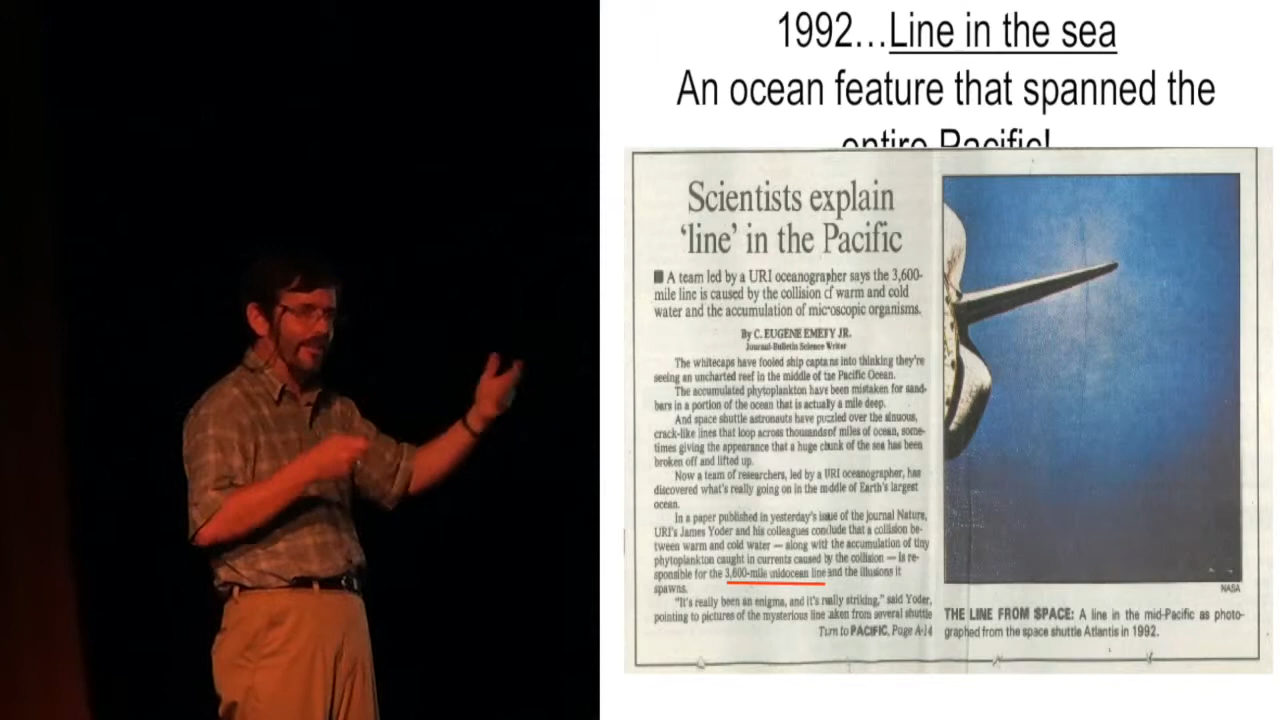 1992…Line in the sea
An ocean feature that spanned the
entire Pacific!
Scientists explain
‘line’ in the Pacific
■ A team led by a URI oceanographer says the 3,600-
mile line is caused by the collision of warm and cold
water and the accumulation of microscopic organisms.
By C. EUGENE EMERY JR.
Journal-Bulletin Science Writer
The whitecaps have fooled ship captains into thinking they're
seeing an uncharted reef in the middle of the Pacific Ocean.
The accumulated phytoplankton have been mistaken for sand-
bars in a portion of the ocean that is actually a mile deep.
And space shuttle astronauts have puzzled over the sinuous,
crack-like lines that loop across thousands of miles of ocean, some-
times giving the appearance that a huge chunk of the sea has been
broken off and lifted up.
Now a team of researchers, led by a URI oceanographer, has
discovered what's really going on in the middle of Earth's largest
ocean.
In a paper published in yesterday's issue of the journal Nature,
URI's James Yoder and his colleagues conclude that a collision be-
tween warm and cold water — along with the accumulation of tiny
phytoplankton caught in currents caused by the collision — is re-
sponsible for the 3,600-mile midocean line and the illusions it
spawns.
"It's really been an enigma, and it's really striking," said Yoder,
pointing to pictures of the mysterious line taken from several shuttle
Turn to PACIFIC, Page A-14
NASA
THE LINE FROM SPACE: A line in the mid-Pacific as photo-
graphed from the space shuttle Atlantis in 1992.